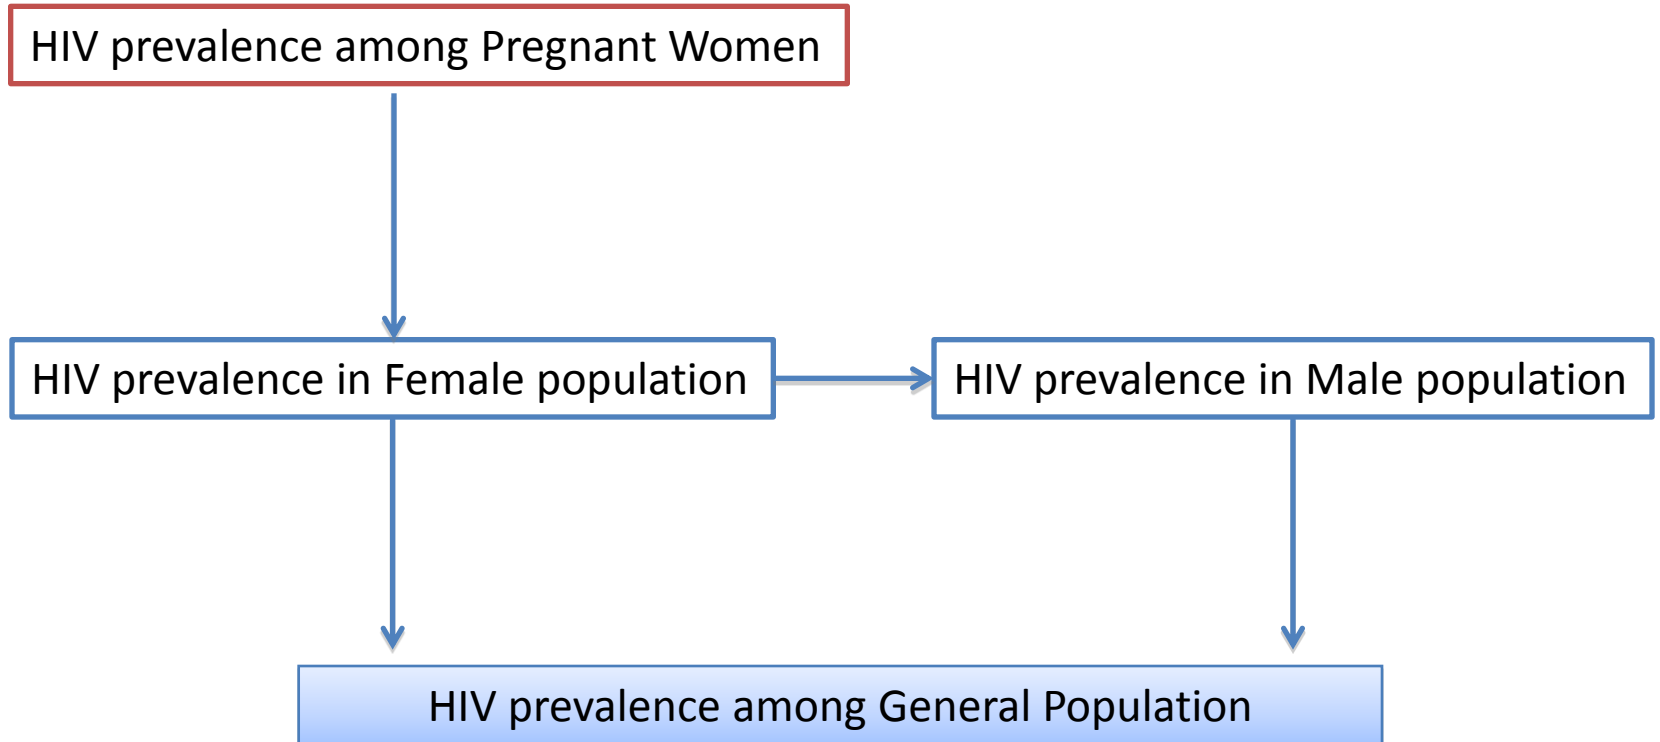 HIV prevalence among Pregnant Women
HIV prevalence in Female population
HIV prevalence in Male population
HIV prevalence among General Population